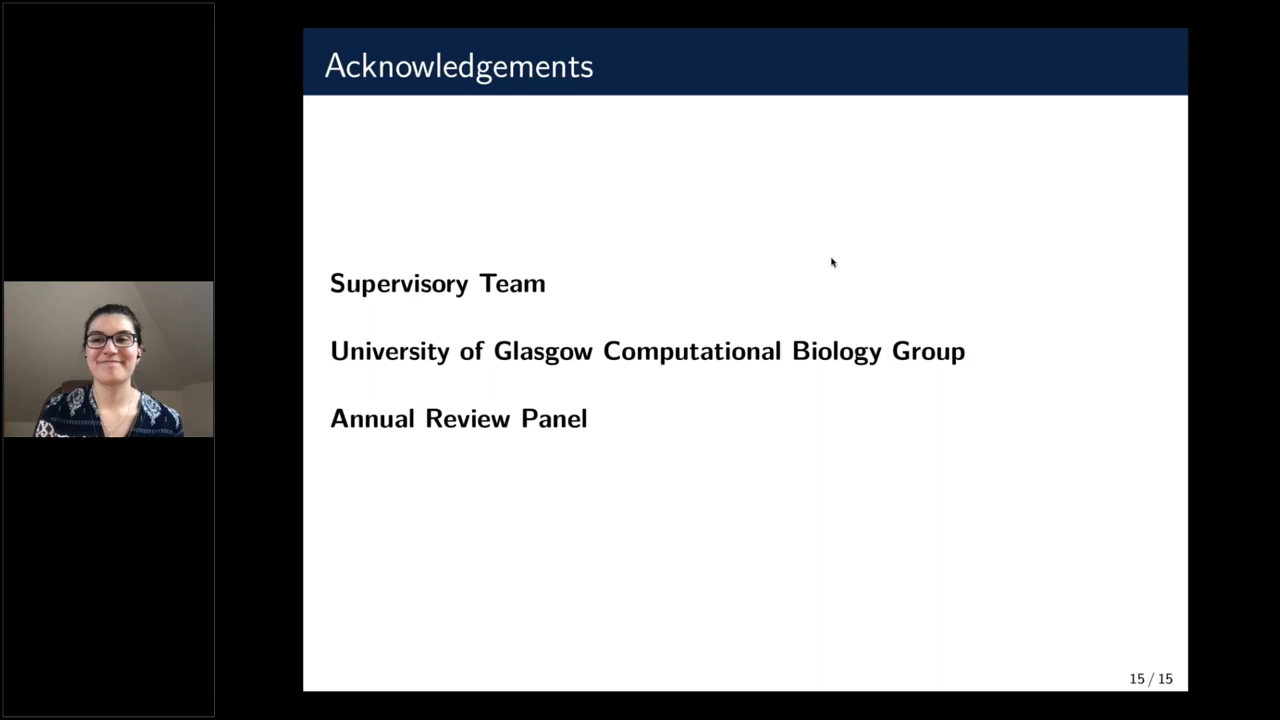 Acknowledgements
Supervisory Team
University of Glasgow Computational Biology Group
Annual Review Panel
15 / 15